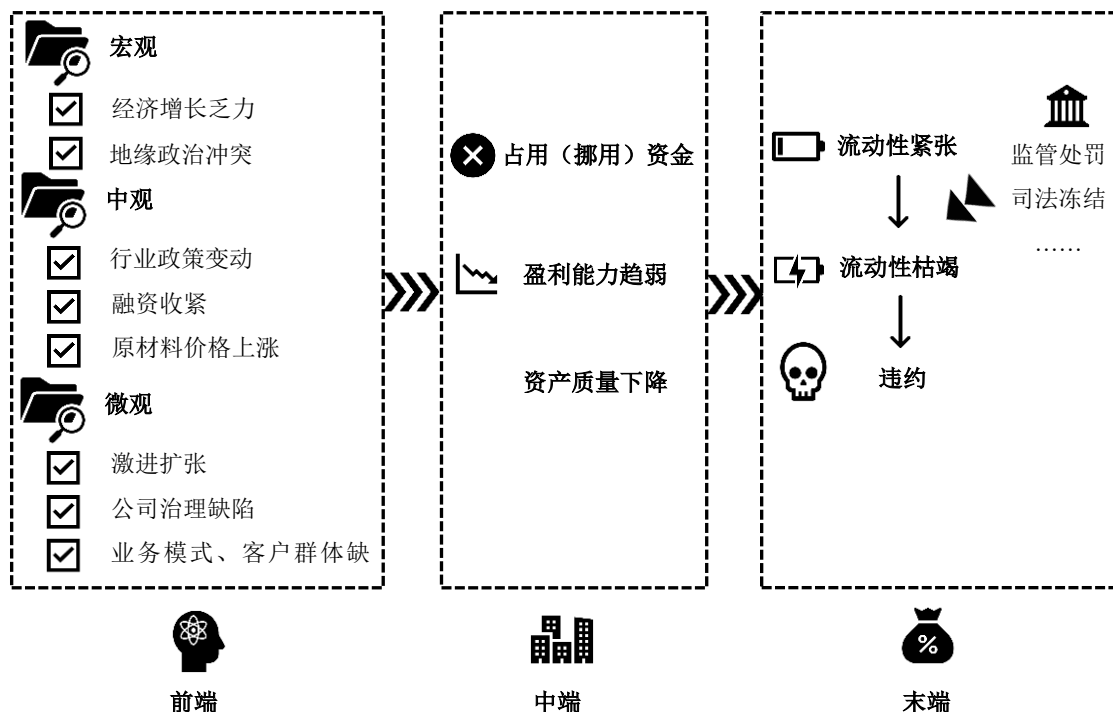 宏观
经济增长乏力
地缘政治冲突
中观
行业政策变动
融资收紧
原材料价格上涨
微观
激进扩张
公司治理缺陷
业务模式、客户群体缺
前端
占用（挪用）资金
盈利能力趋弱
资产质量下降
中端
流动性紧张
流动性枯竭
违约
监管处罚
司法冻结
……
%
末端